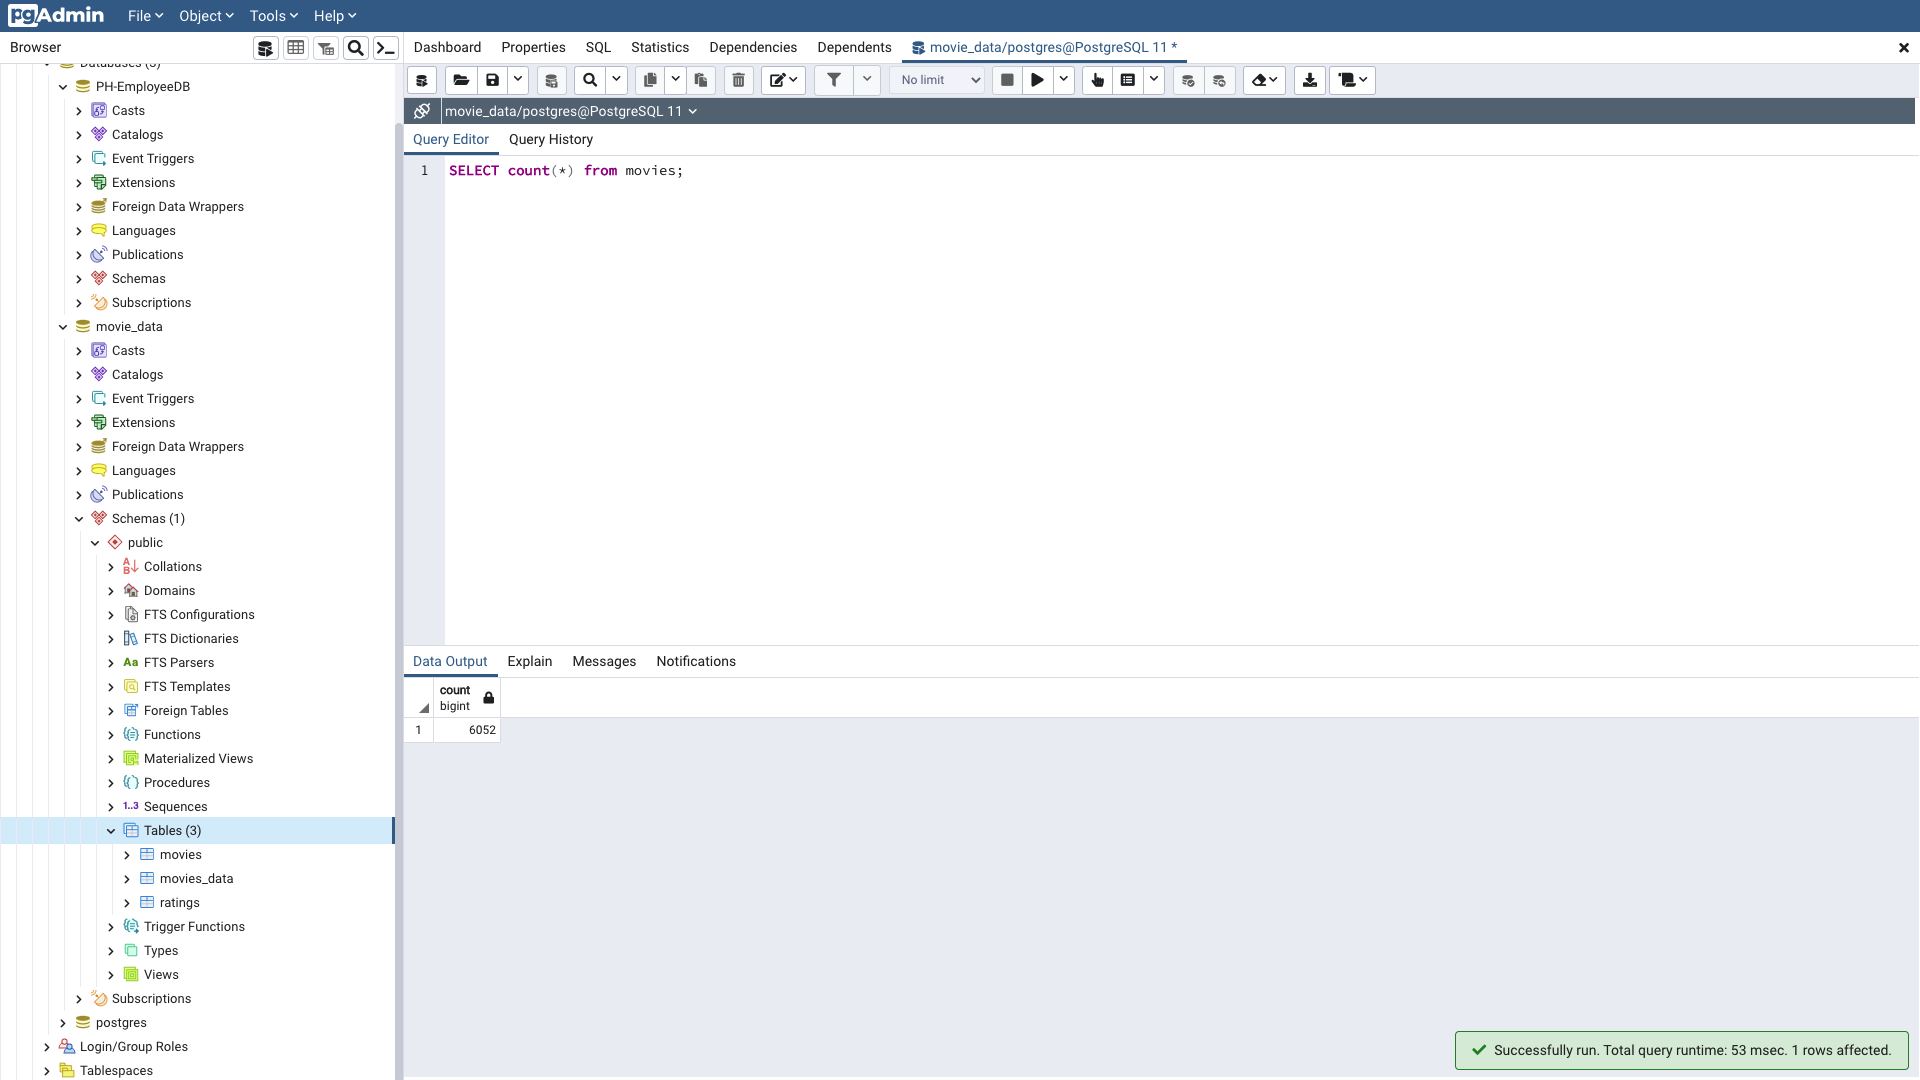 pgAdmin File Object Tools Help
Browser
Dashboard Properties SQL Statistics Dependencies Dependents movie_data/postgres@PostgreSQL 11 *
No limit
movie_data/postgres@PostgreSQL 11
Query Editor Query History
1 SELECT count(*) from movies;
Databases (3)
PH-EmployeeDB
Casts
Catalogs
Event Triggers
Extensions
Foreign Data Wrappers
Languages
Publications
Schemas
Subscriptions
movie_data
Casts
Catalogs
Event Triggers
Extensions
Foreign Data Wrappers
Languages
Publications
Schemas (1)
public
Collations
Domains
FTS Configurations
FTS Dictionaries
Aa FTS Parsers
FTS Templates
Foreign Tables
Functions
Materialized Views
Procedures
1..3 Sequences
Tables (3)
movies
movies_data
ratings
Trigger Functions
Types
Views
Subscriptions
postgres
Login/Group Roles
Tablespaces
Data Output Explain Messages Notifications
count
bigint
1 6052
Successfully run. Total query runtime: 53 msec. 1 rows affected.